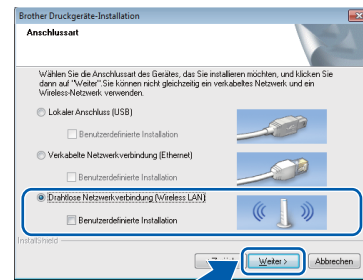 Brother Druckgeräte-Installation
Anschlussart
Wählen Sie die Anschlussart des Gerätes, das Sie installieren möchten, und klicken Sie
dann auf "Weiter".Sie können nicht gleichzeitig ein verkabeltes Netzwerk und ein
Wireless-Netzwerk verwenden.
Lokaler Anschluss (USB)
Benutzerdefinierte Installation
Verkabelte Netzwerkverbindung (Ethernet)
Benutzerdefinierte Installation
Drahtlose Netzwerkverbindung (Wireless LAN)
Benutzerdefinierte Installation
InstallShield
Weiter >
Abbrechen